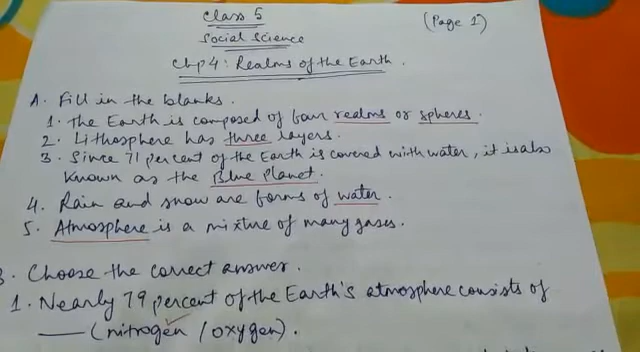 Class 5
(Page 1)
Social Science
Chp 4 : Realms of the Earth.
A. Fill in the blanks.
1. The Earth is composed of four realms or spheres.
2. Lithosphere has three layers.
3. Since 71 percent of the Earth is covered with water, it is also
known as the Blue Planet.
4. Rain and snow are forms of water.
5. Atmosphere is a mixture of many gases.
B. Choose the correct answer.
1. Nearly 79 percent of the Earth's atmosphere consists of
—— (nitrogen / oxygen).